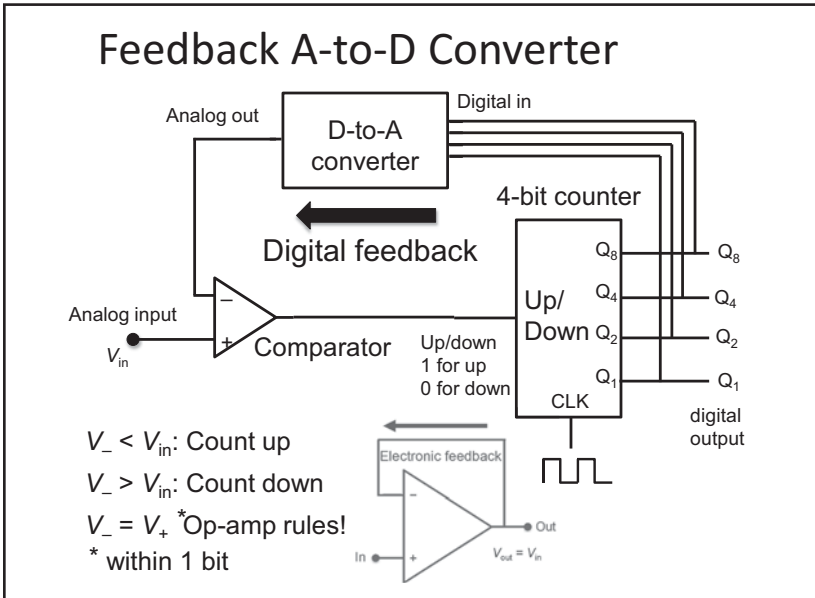 Feedback A-to-D Converter
Analog out
Digital in
D-to-A
converter
4-bit counter
Digital feedback
Q8
Q8
Q4
Q4
Up/
Down
Q2
Q2
Q1
Q1
CLK
digital
output
Analog input
Vin
−
+
Comparator
Up/down
1 for up
0 for down
V− < Vin: Count up
V− > Vin: Count down
V− = V+ *Op-amp rules!
* within 1 bit
Electronic feedback
−
+
In
Out
Vout = Vin